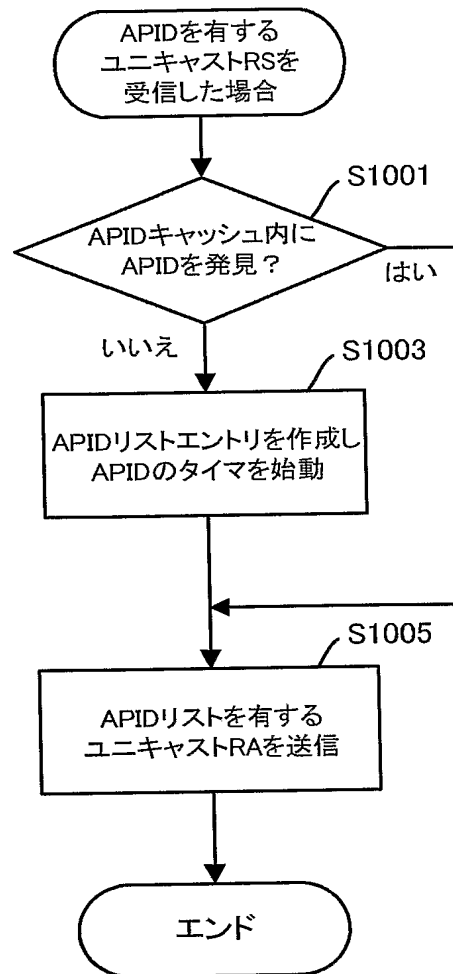 APIDを有する
ユニキャストRSを
受信した場合
S1001
APIDキャッシュ内に
APIDを発見？
はい
いいえ
S1003
APIDリストエントリを作成し
APIDのタイマを始動
S1005
APIDリストを有する
ユニキャストRAを送信
エンド